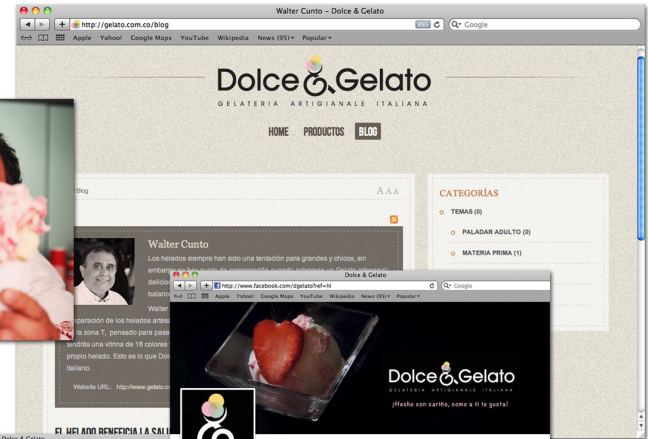 Walter Cunto – Dolce & Gelato
http://gelato.com.co/blog
RSS
Google
Apple Yahoo! Google Maps YouTube Wikipedia News (95) Popular
Dolce & Gelato
GELATERIA ARTIGIANALE ITALIANA
HOME PRODUCTOS BLOG
Blog
A A A
CATEGORÍAS
TEMAS (0)
PALADAR ADULTO (0)
MATERIA PRIMA (1)
Walter Cunto
Los helados siempre han sido una tentación para grandes y chicos, sin
delicio
balanc
Walter
paración de los helados artes
la zona T, pensado para pasa
tendrás una vitrina de 18 colores y
propio helado. Esto es lo que Dol
italiano.
Website URL: http://www.gelato.c
EL HELADO BENEFICIA LA SALU
Dolce & Gelato
http://www.facebook.com/dgelato?ref=hl
Google
Apple Yahoo! Google Maps YouTube Wikipedia News (95) Popular
Dolce & Gelato
GELATERIA ARTIGIANALE ITALIANA
¡Hecho con cariño, como a ti te gusta!
Dolce & Gelato